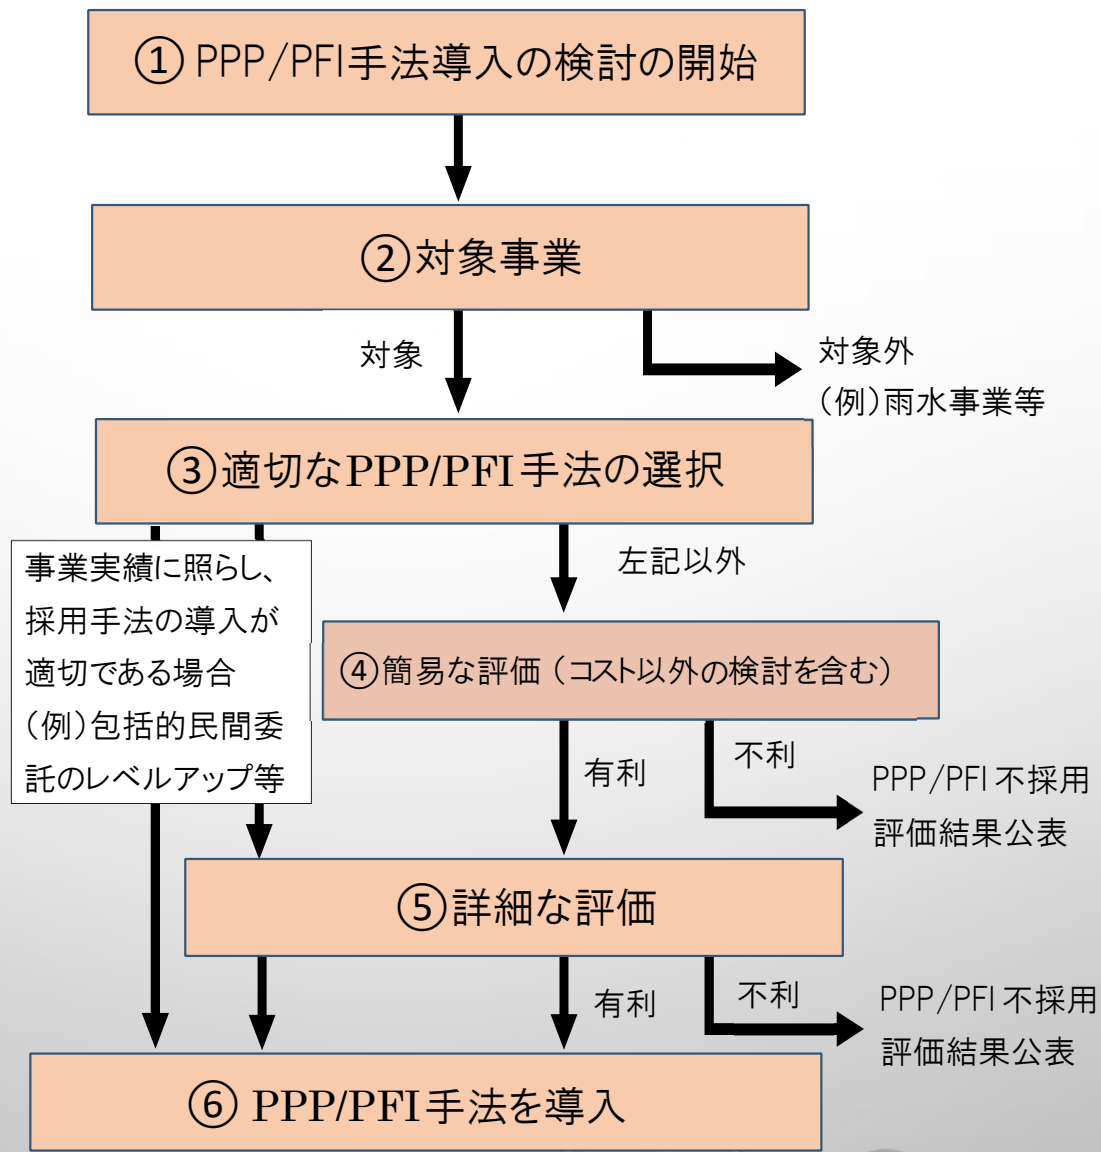 ① PPP/PFI手法導入の検討の開始
②対象事業
対象
対象外
（例）雨水事業等
③適切なPPP/PFI手法の選択
事業実績に照らし、
採用手法の導入が
適切である場合
（例）包括的民間委
託のレベルアップ等
左記以外
④簡易な評価（コスト以外の検討を含む）
有利
不利
PPP/PFI 不採用
評価結果公表
⑤詳細な評価
有利
不利
PPP/PFI 不採用
評価結果公表
⑥ PPP/PFI手法を導入